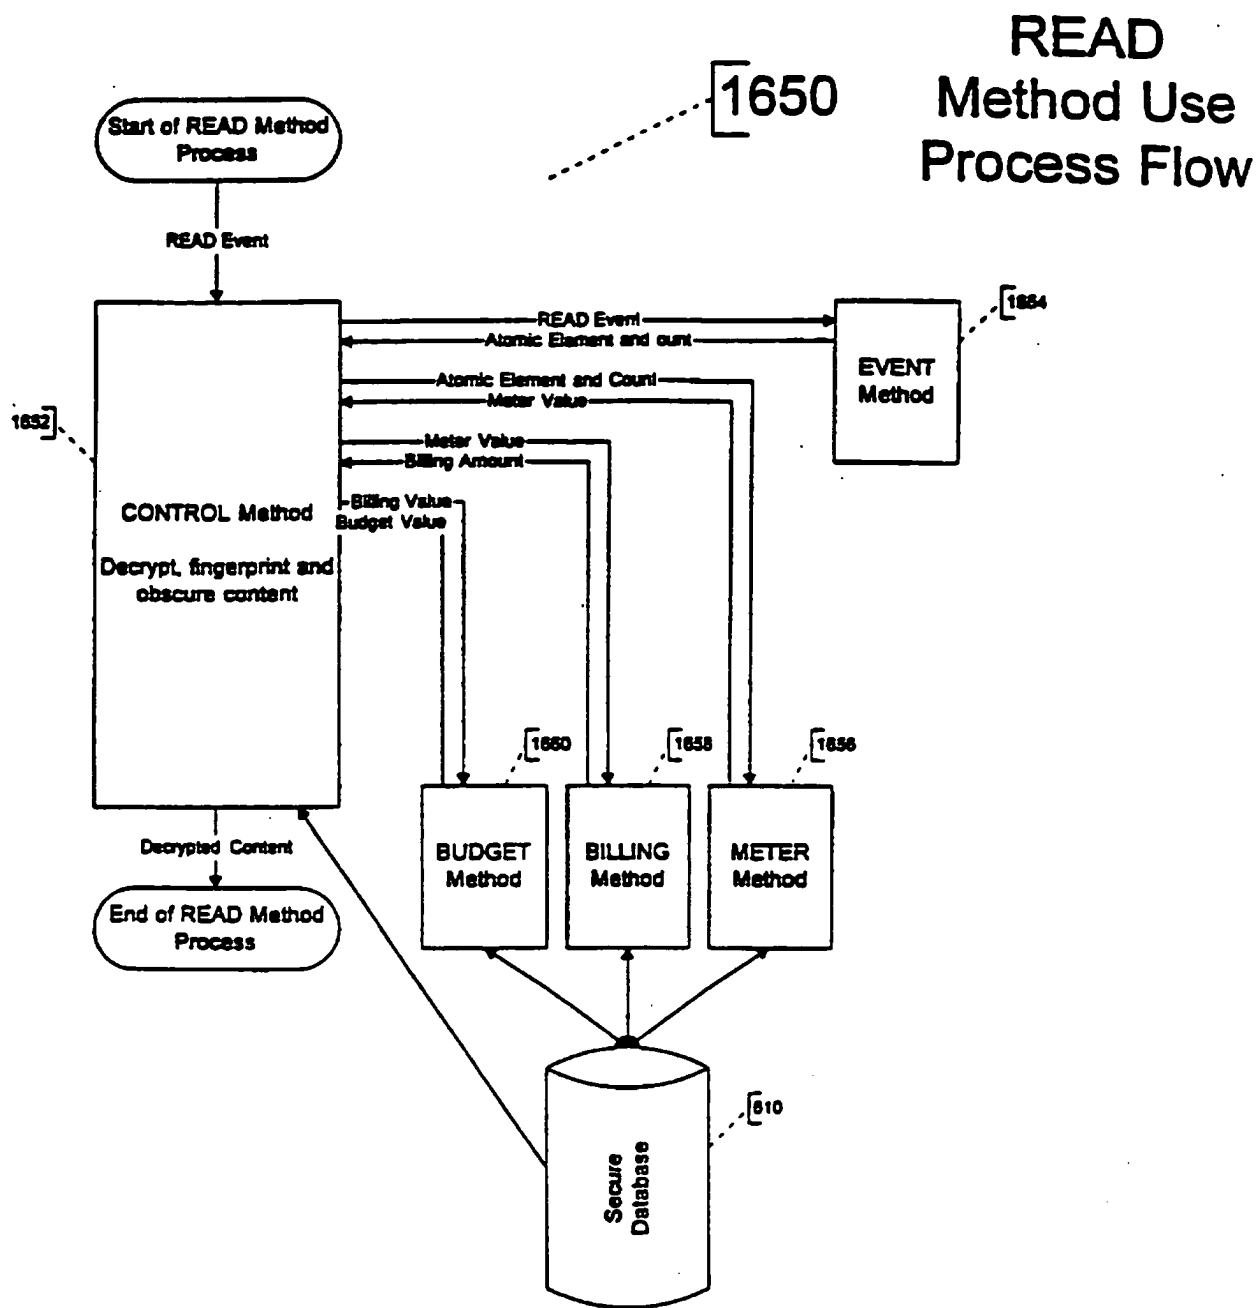 READ
Method Use
Process Flow
1650
Start of READ Method
Process
READ Event
READ Event
Atomic Element and ount
1654
EVENT
Method
Atomic Element and Count
Meter Value
1652
Meter Value
Billing Amount
Billing Value
Budget Value
CONTROL Method
Decrypt, fingerprint and
obscure content
1660
1658
1656
BUDGET
Method
BILLING
Method
METER
Method
Decrypted Content
End of READ Method
Process
610
Secure
Database